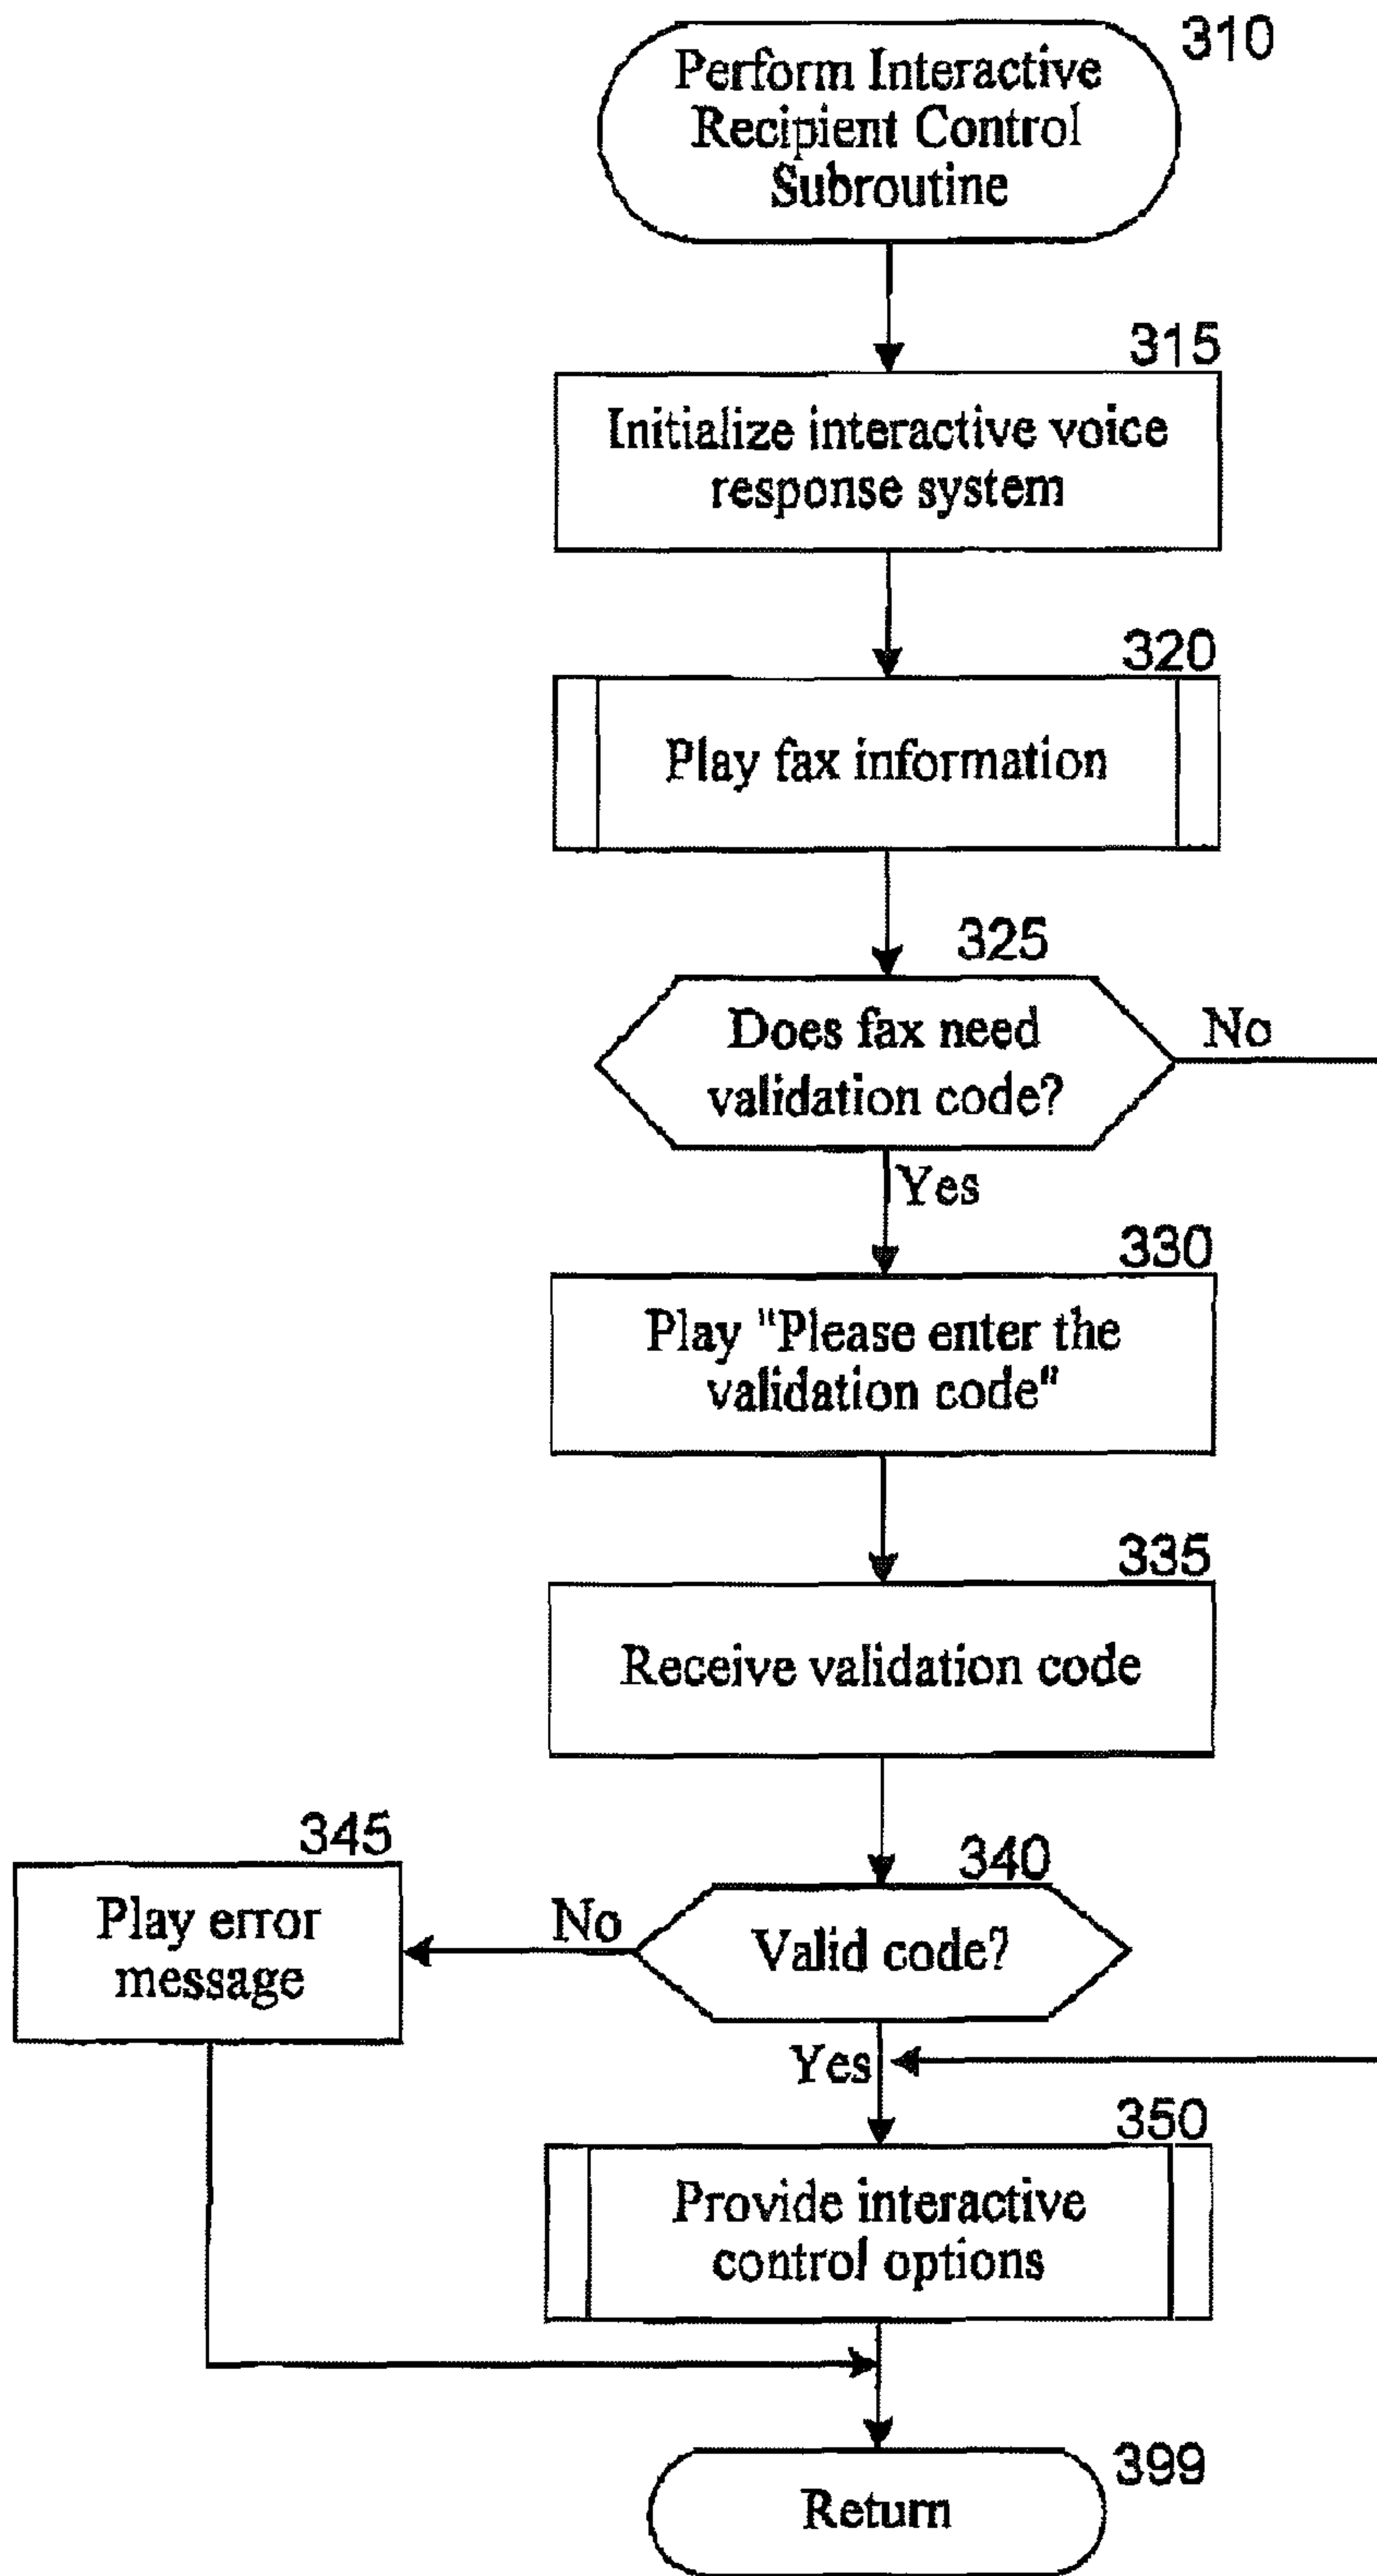 310
Perform Interactive
Recipient Control
Subroutine
315
Initialize interactive voice
response system
320
Play fax information
325
Does fax need
validation code?
No
Yes
330
Play "Please enter the
validation code"
335
Receive validation code
345
Play error
message
No
340
Valid code?
Yes
350
Provide interactive
control options
399
Return